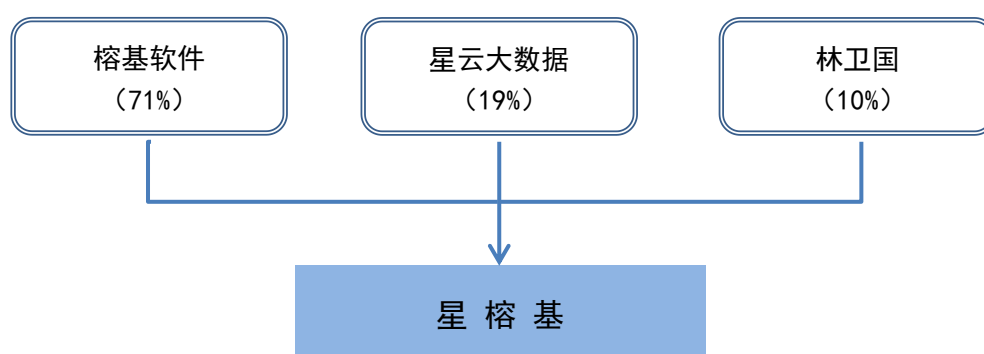 榕基软件
（71%）
星云大数据
（19%）
林卫国
（10%）
星 榕 基